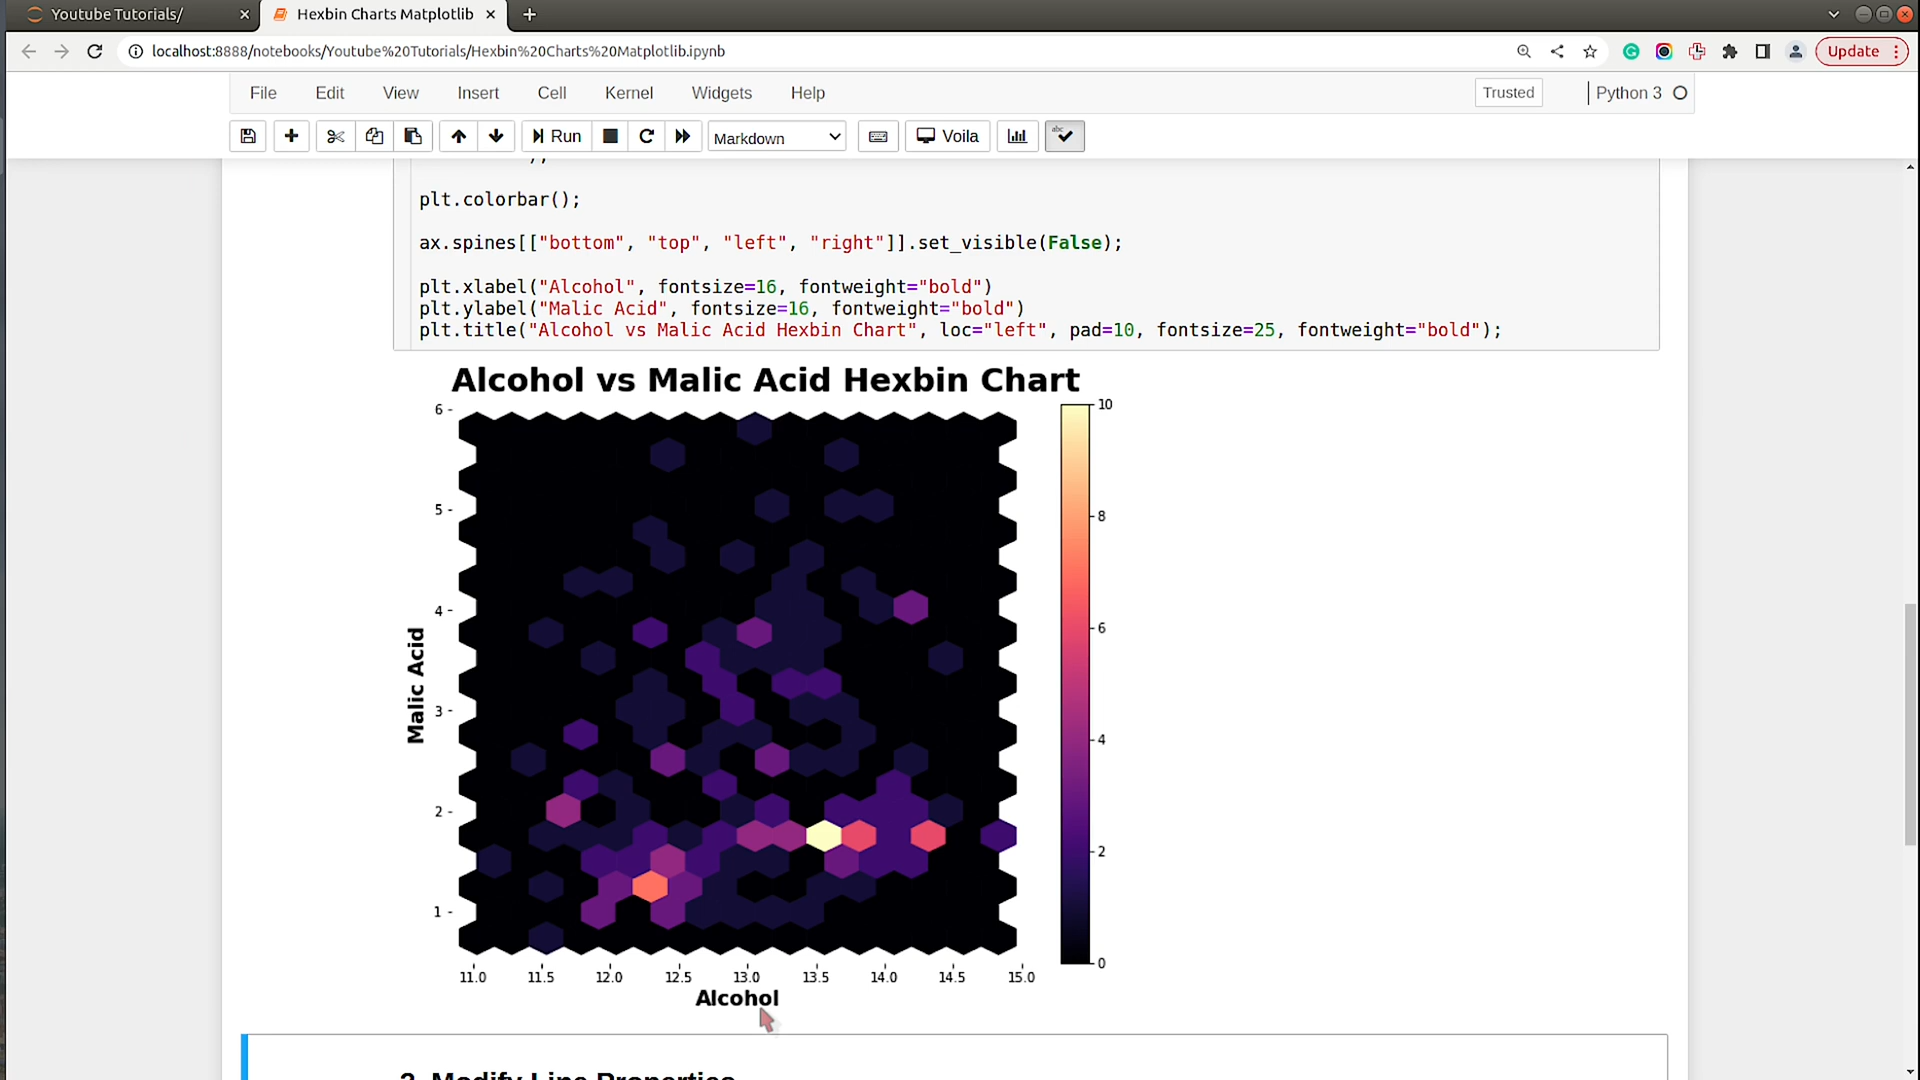 Youtube Tutorials/
Hexbin Charts Matplotlib
localhost:8888/notebooks/Youtube%20Tutorials/Hexbin%20Charts%20Matplotlib.ipynb
Update
File Edit View Insert Cell Kernel Widgets Help Trusted Python 3
Run Markdown Voila abc
);
plt.colorbar();
ax.spines[["bottom", "top", "left", "right"]].set_visible(False);
plt.xlabel("Alcohol", fontsize=16, fontweight="bold")
plt.ylabel("Malic Acid", fontsize=16, fontweight="bold")
plt.title("Alcohol vs Malic Acid Hexbin Chart", loc="left", pad=10, fontsize=25, fontweight="bold");
Alcohol vs Malic Acid Hexbin Chart
6
5
4
3
2
1
Malic Acid
11.0 11.5 12.0 12.5 13.0 13.5 14.0 14.5 15.0
Alcohol
10
8
6
4
2
0
2. Modify Line Properties